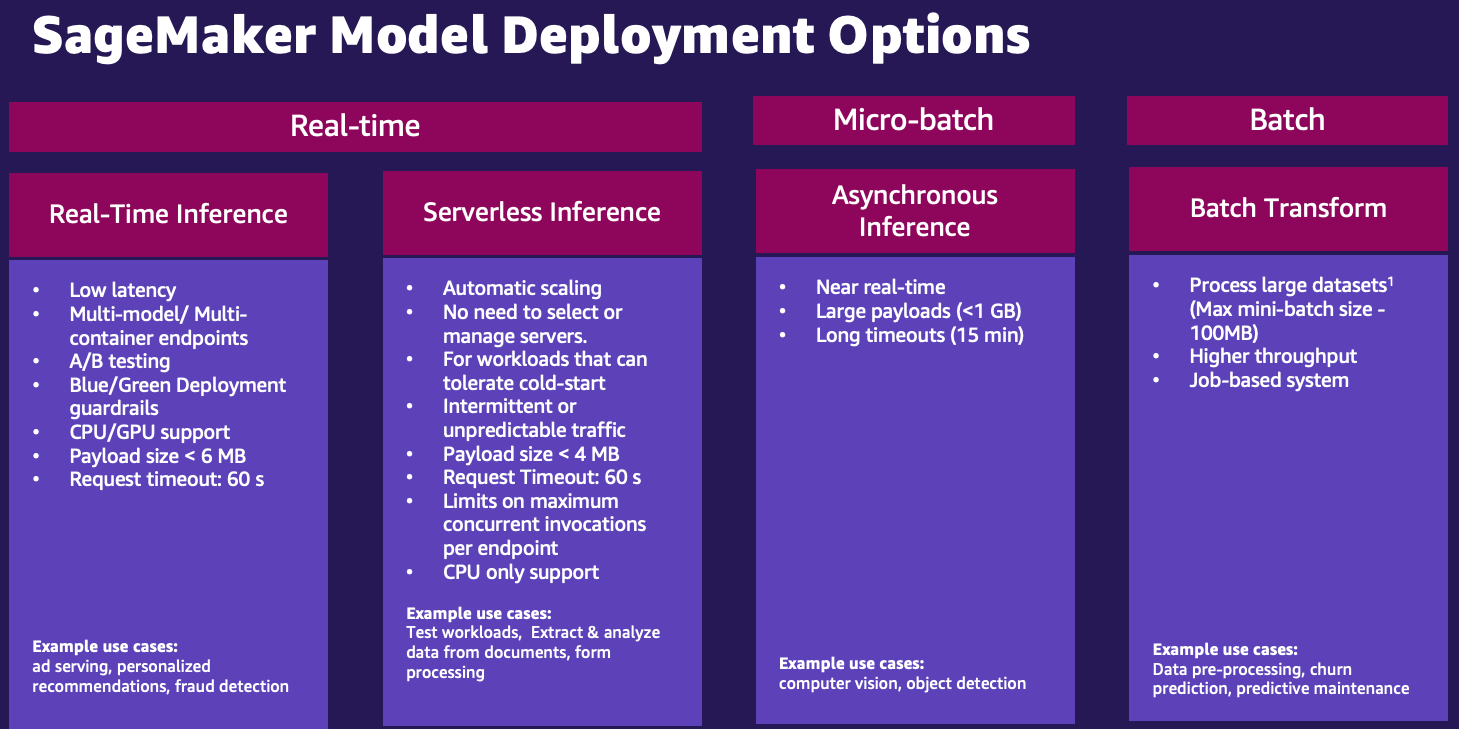 SageMaker Model Deployment Options
Real-time
Real-Time Inference
• Low latency
• Multi-model/ Multi-
container endpoints
• A/B testing
• Blue/Green Deployment
guardrails
• CPU/GPU support
• Payload size < 6 MB
• Request timeout: 60 s
Example use cases:
ad serving, personalized
recommendations, fraud detection
Serverless Inference
• Automatic scaling
• No need to select or
manage servers.
• For workloads that can
tolerate cold-start
• Intermittent or
unpredictable traffic
• Payload size < 4 MB
• Request Timeout: 60 s
• Limits on maximum
concurrent invocations
per endpoint
• CPU only support
Example use cases:
Test workloads, Extract & analyze
data from documents, form
processing
Micro-batch
Asynchronous
Inference
• Near real-time
• Large payloads (<1 GB)
• Long timeouts (15 min)
Example use cases:
computer vision, object detection
Batch
Batch Transform
• Process large datasets¹
(Max mini-batch size -
100MB)
• Higher throughput
• Job-based system
Example use cases:
Data pre-processing, churn
prediction, predictive maintenance